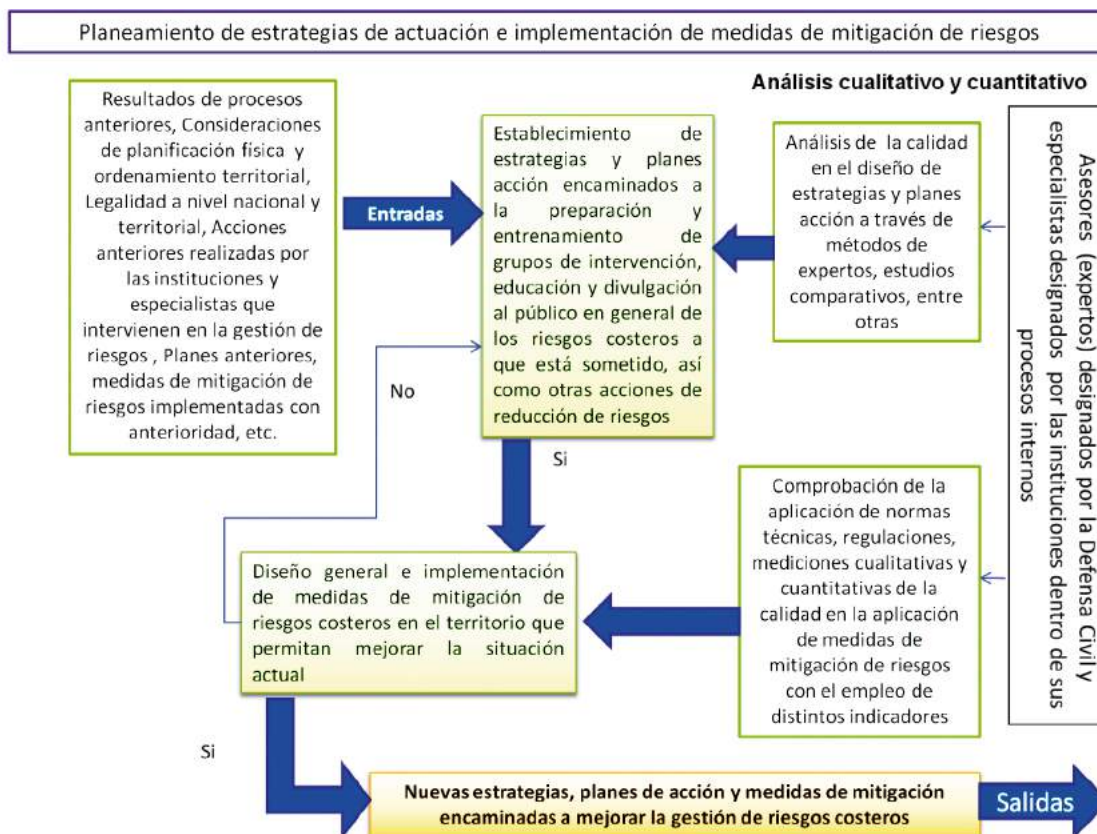 Planeamiento de estrategias de actuación e implementación de medidas de mitigación de riesgos
Análisis cualitativo y cuantitativo
Resultados de procesos
anteriores, Consideraciones
de planificación física y
ordenamiento territorial,
Legalidad a nivel nacional y
territorial, Acciones
anteriores realizadas por
las instituciones y
especialistas que
intervienen en la gestión de
riesgos , Planes anteriores,
medidas de mitigación de
riesgos implementadas con
anterioridad, etc.
Entradas
Establecimiento de
estrategias y planes
acción encaminados a
la preparación y
entrenamiento de
grupos de intervención,
educación y divulgación
al público en general de
los riesgos costeros a
que está sometido, así
como otras acciones de
reducción de riesgos
Análisis de la calidad
en el diseño de
estrategias y planes
acción a través de
métodos de
expertos, estudios
comparativos, entre
otras
Asesores (expertos) designados por la Defensa Civil y
especialistas designados por las instituciones dentro de sus
procesos internos
No
Si
Diseño general e implementación
de medidas de mitigación de
riesgos costeros en el territorio que
permitan mejorar la situación
actual
Comprobación de la
aplicación de normas
técnicas, regulaciones,
mediciones cualitativas y
cuantitativas de la
calidad en la aplicación
de medidas de
mitigación de riesgos
con el empleo de
distintos indicadores
Si
Nuevas estrategias, planes de acción y medidas de mitigación
encaminadas a mejorar la gestión de riesgos costeros
Salidas